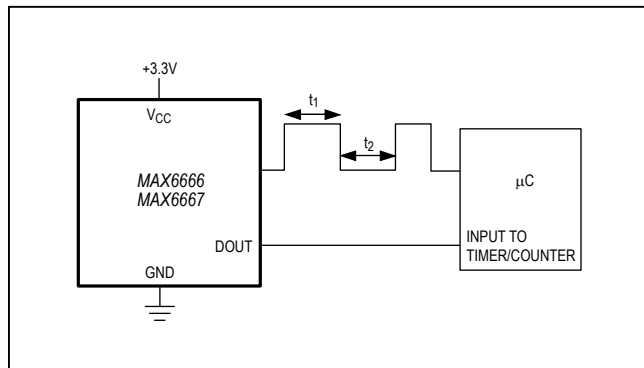 +3.3V
VCC
t1
t2
MAX6666
MAX6667
μC
DOUT
INPUT TO
TIMER/COUNTER
GND